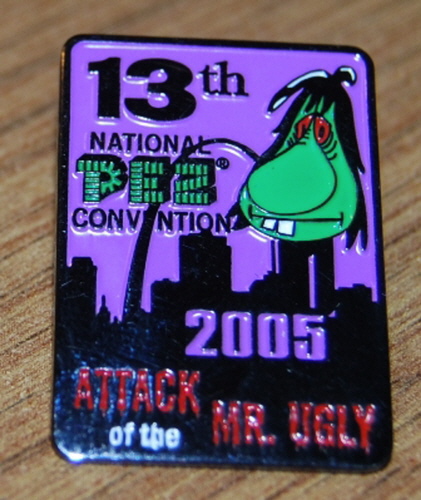 13th
NATIONAL
PEZ®
CONVENTION
2005
ATTACK
of the
MR. UGLY